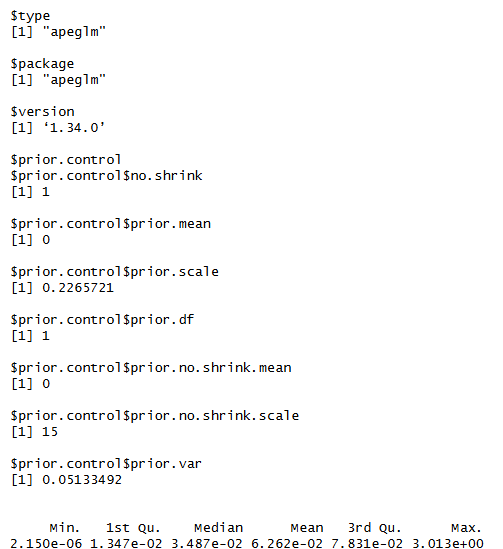 $type
[1] "apeglm"
$package
[1] "apeglm"
$version
[1] ‘1.34.0’
$prior.control
$prior.control$no.shrink
[1] 1
$prior.control$prior.mean
[1] 0
$prior.control$prior.scale
[1] 0.2265721
$prior.control$prior.df
[1] 1
$prior.control$prior.no.shrink.mean
[1] 0
$prior.control$prior.no.shrink.scale
[1] 15
$prior.control$prior.var
[1] 0.05133492
Min. 1st Qu. Median Mean 3rd Qu. Max.
2.150e-06 1.347e-02 3.487e-02 6.262e-02 7.831e-02 3.013e+00